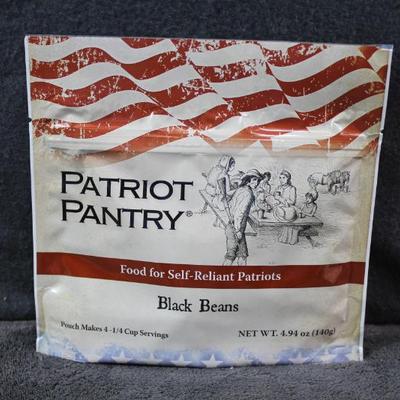 PATRIOT
PANTRY®
Food for Self-Reliant Patriots
Black Beans
Pouch Makes 4 -1/4 Cup Servings NET WT. 4.94 oz (140g)